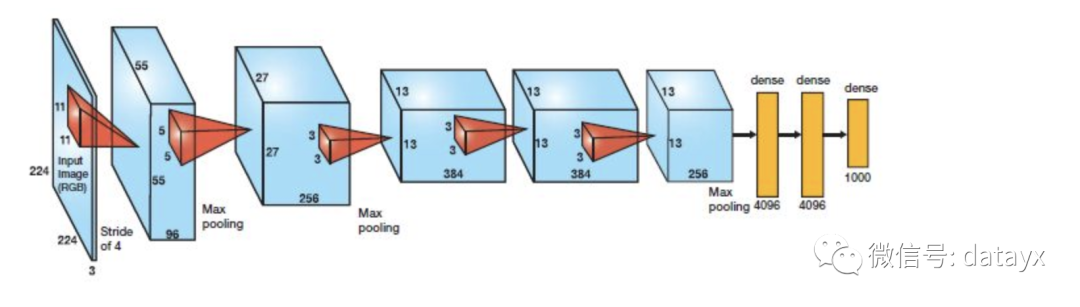 11
11
Input
Image
(RGB)
224
224
3
Stride
of 4
55
5
5
55
96
Max
pooling
27
3
3
27
256
Max
pooling
13
3
3
13
384
13
3
3
13
384
13
13
256
Max
pooling
dense
4096
dense
4096
dense
1000
微信号: datayx